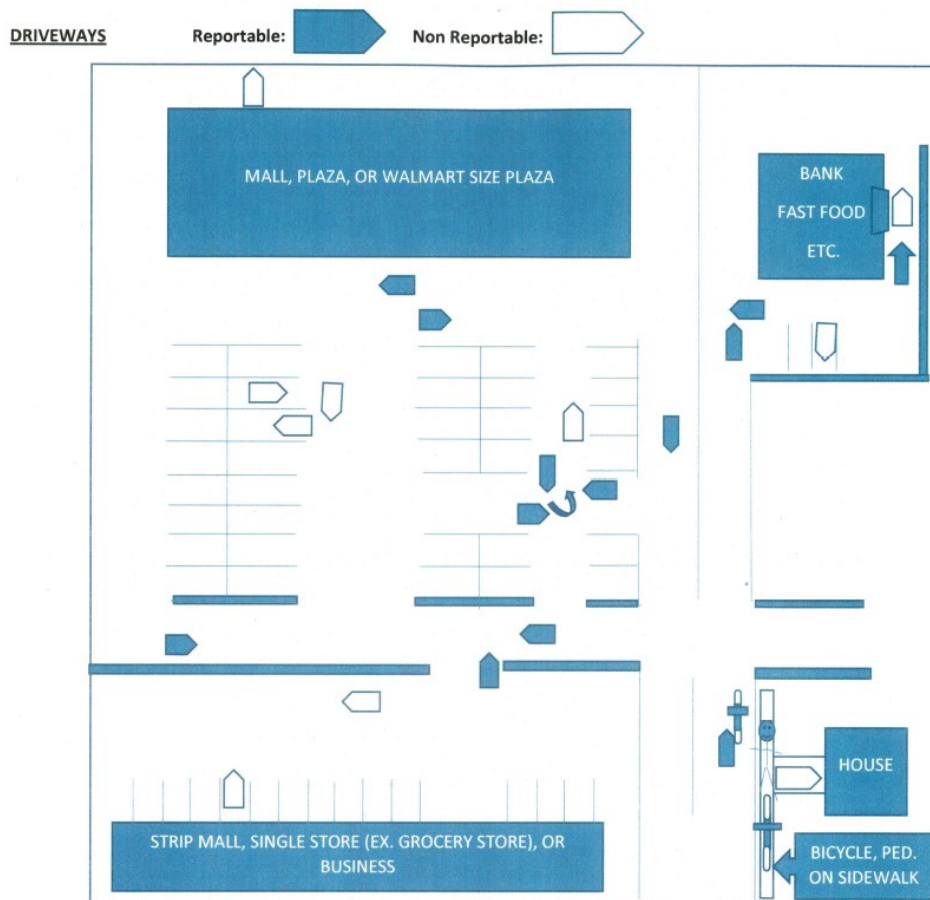 DRIVEWAYS Reportable: Non Reportable:
MALL, PLAZA, OR WALMART SIZE PLAZA
BANK
FAST FOOD
ETC.
HOUSE
STRIP MALL, SINGLE STORE (EX. GROCERY STORE), OR
BUSINESS
BICYCLE, PED.
ON SIDEWALK